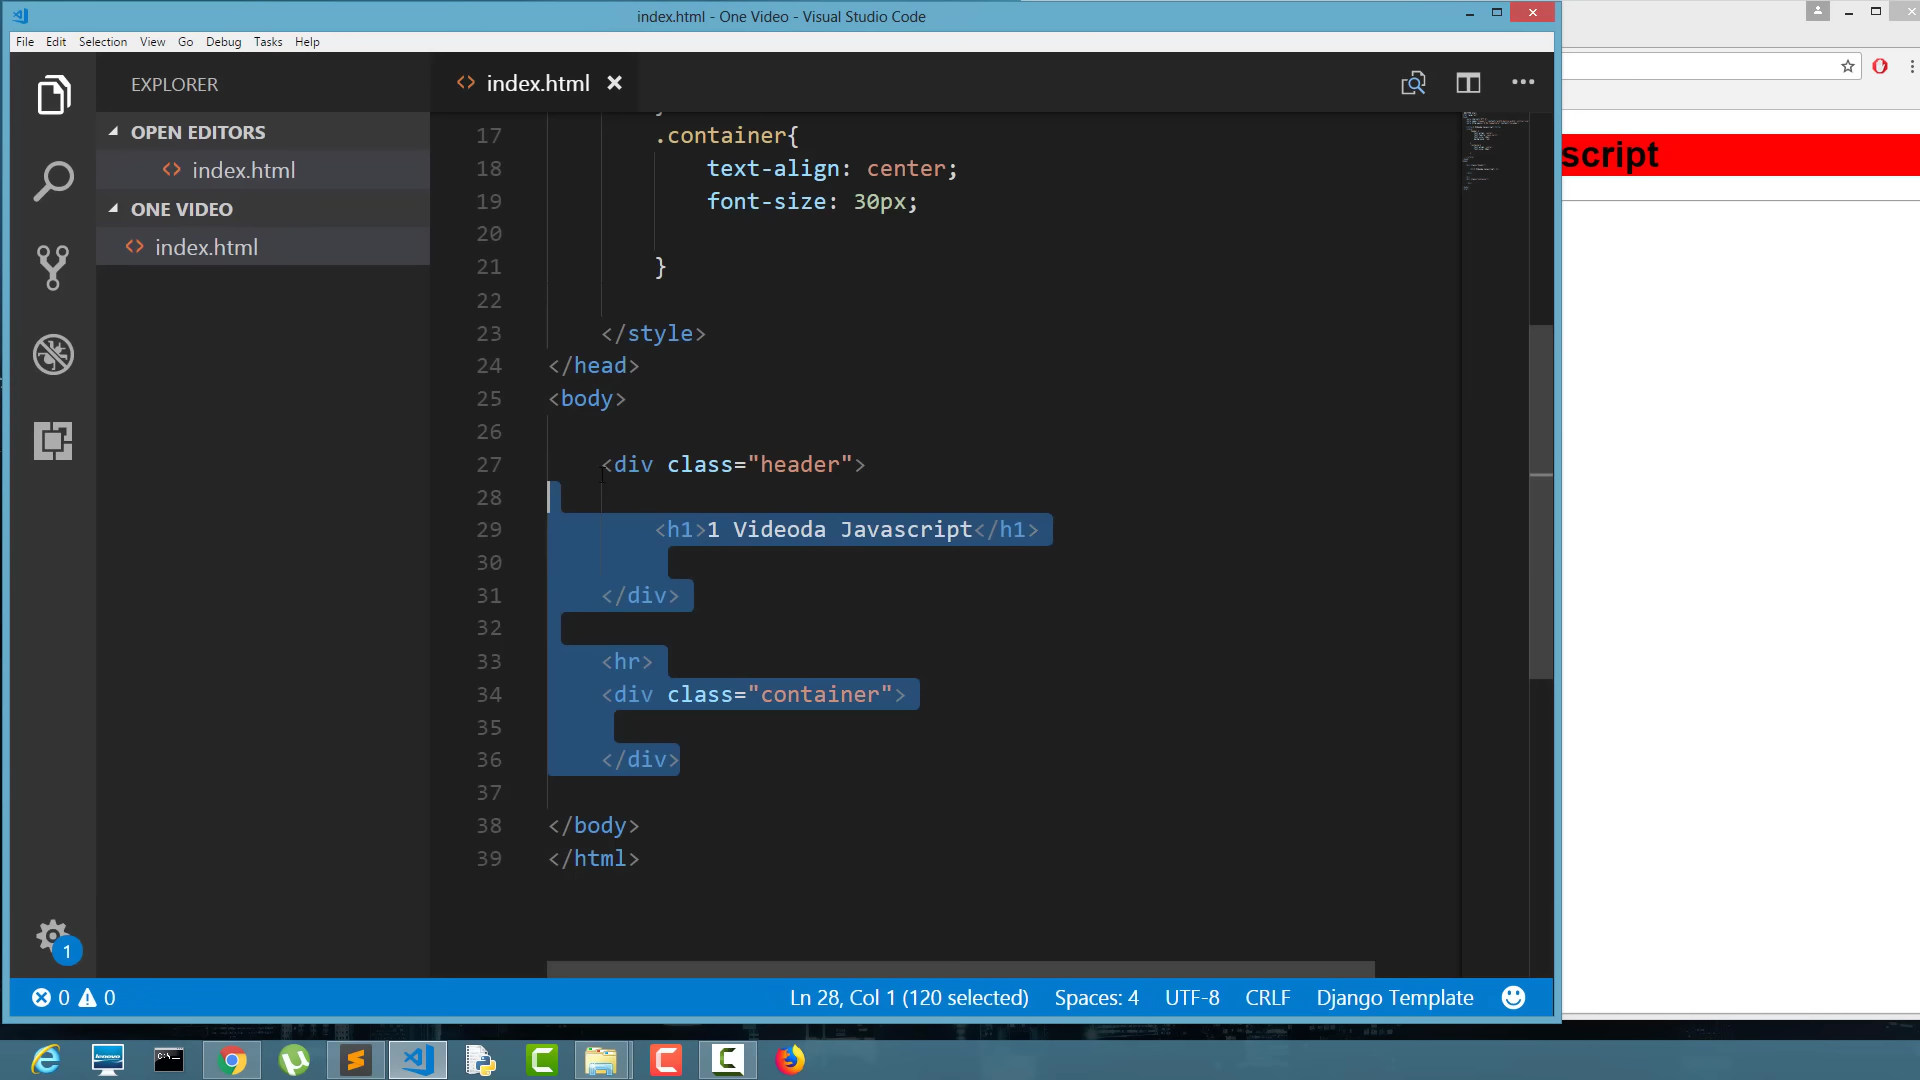 index.html - One Video - Visual Studio Code
File Edit Selection View Go Debug Tasks Help
EXPLORER
OPEN EDITORS
index.html
ONE VIDEO
index.html
index.html
17 .container{
18 text-align: center;
19 font-size: 30px;
20
21 }
22
23 </style>
24 </head>
25 <body>
26
27 <div class="header">
28
29 <h1>1 Videoda Javascript</h1>
30
31 </div>
32
33 <hr>
34 <div class="container">
35
36 </div>
37
38 </body>
39 </html>
script
1
0 0 Ln 28, Col 1 (120 selected) Spaces: 4 UTF-8 CRLF Django Template
lenovo